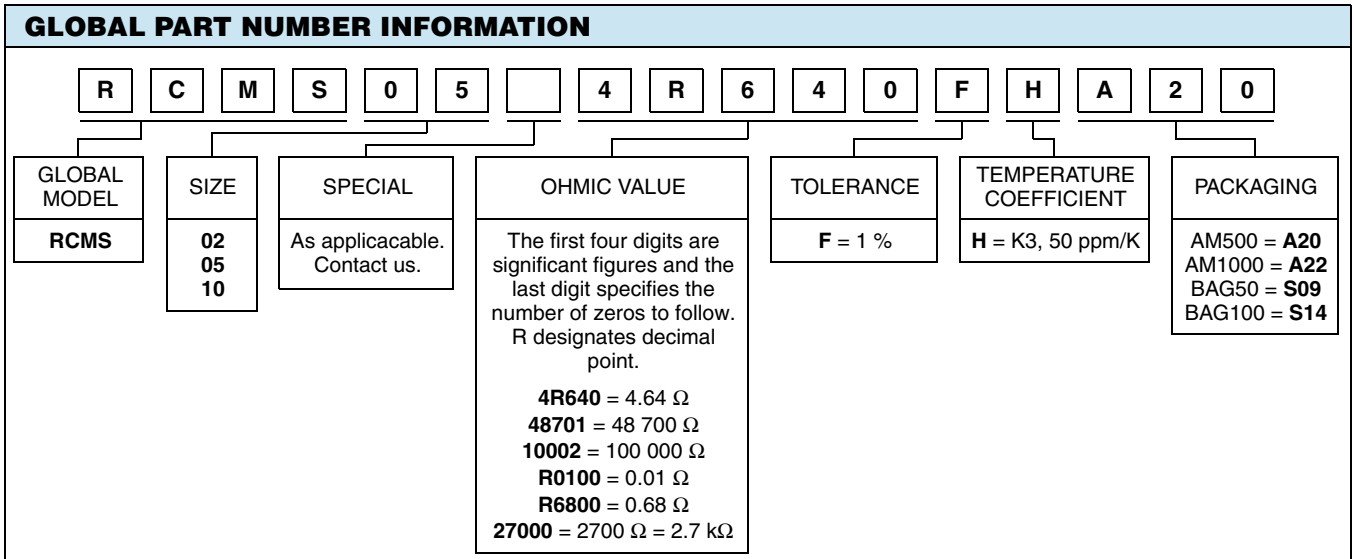 GLOBAL PART NUMBER INFORMATION
R C M S 0 5 4 R 6 4 0 F H A 2 0
GLOBAL
MODEL
RCMS
SIZE
02
05
10
SPECIAL
As applicacable.
Contact us.
OHMIC VALUE
The first four digits are
significant figures and the
last digit specifies the
number of zeros to follow.
R designates decimal
point.
4R640 = 4.64 Ω
48701 = 48 700 Ω
10002 = 100 000 Ω
R0100 = 0.01 Ω
R6800 = 0.68 Ω
27000 = 2700 Ω = 2.7 kΩ
TOLERANCE
F = 1 %
TEMPERATURE
COEFFICIENT
H = K3, 50 ppm/K
PACKAGING
AM500 = A20
AM1000 = A22
BAG50 = S09
BAG100 = S14